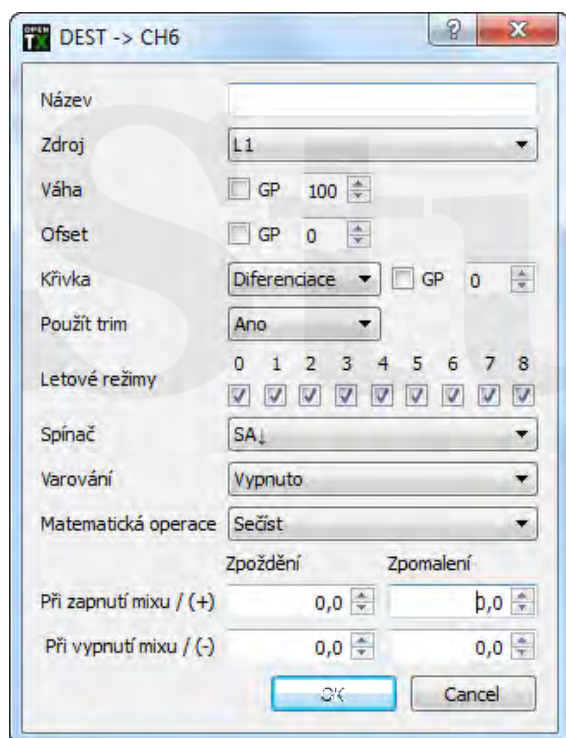 OPEN TX DEST -> CH6
Název
Zdroj L1
Váha GP 100
Ofset GP 0
Křivka Diferenciace GP 0
Použít trim Ano
0 1 2 3 4 5 6 7 8
Letové režimy
Spínač SA↓
Varování Vypnuto
Matematická operace Sečíst
Zpoždění Zpomalení
Při zapnutí mixu / (+) 0,0 0,0
Při vypnutí mixu / (-) 0,0 0,0
OK Cancel